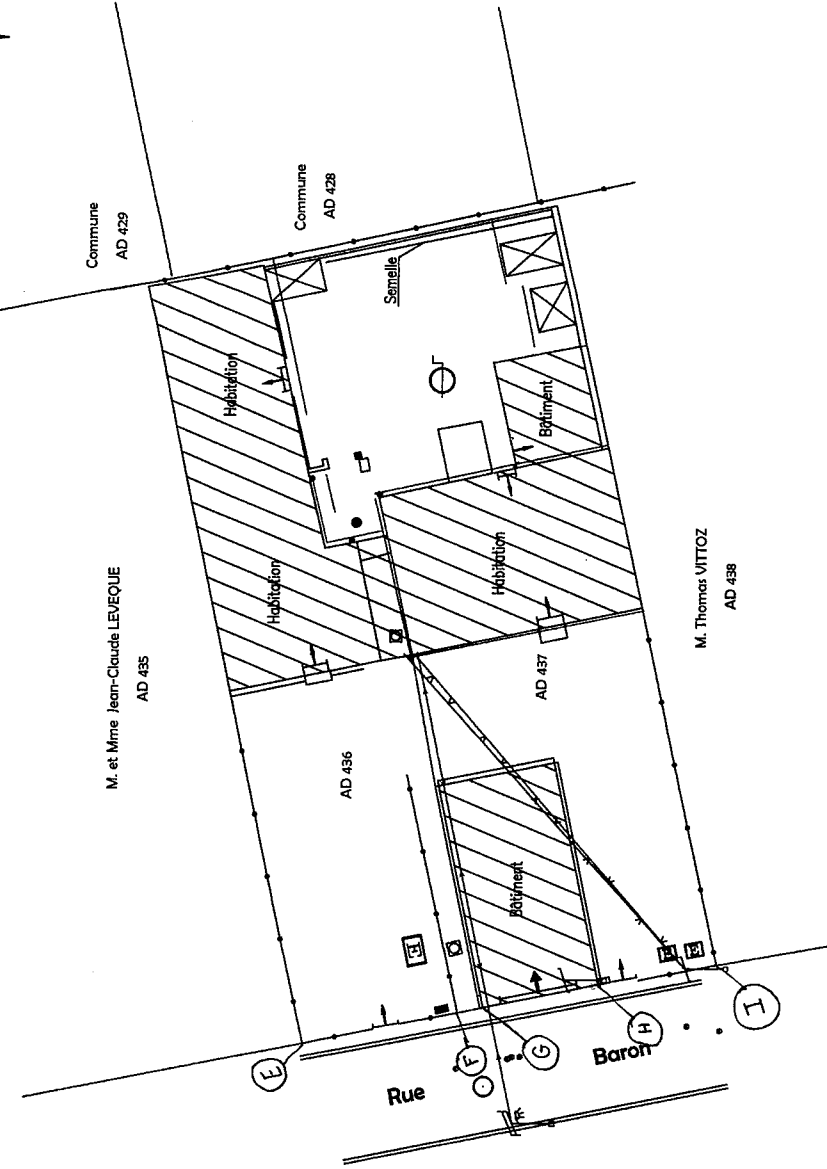 Commune
AD 429
Commune
AD 428
Semelle
Habitation
Bâtiment
Habitation
Habitation
M. et Mme Jean-Claude LEVEQUE
AD 435
M. Thomas VITTOZ
AD 438
AD 437
AD 436
Bâtiment
E
F
G
H
I
Rue
Baron